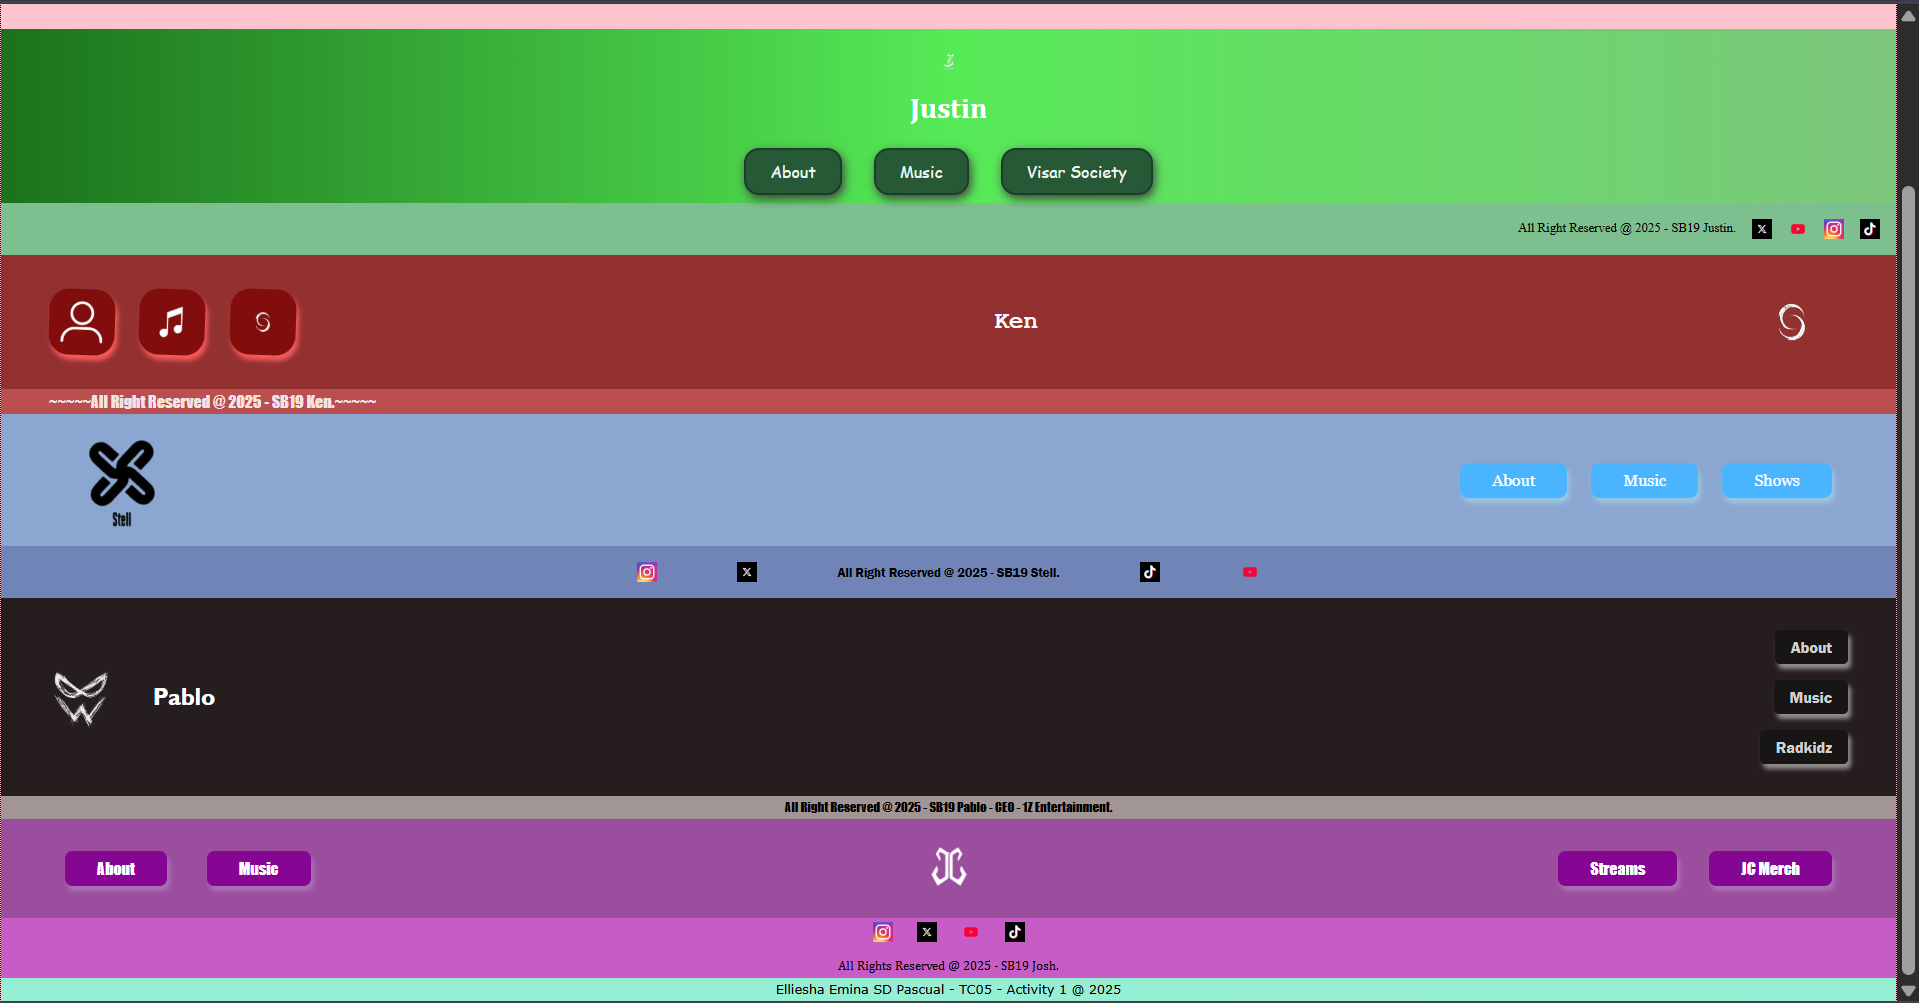 Justin
About
Music
Visar Society
All Right Reserved @ 2025 - SB19 Justin.
Ken
~~~~~All Right Reserved @ 2025 - SB19 Ken.~~~~~
Stell
About
Music
Shows
All Right Reserved @ 2025 - SB19 Stell.
Pablo
About
Music
Radkidz
All Right Reserved @ 2025 - SB19 Pablo - CEO - 1Z Entertainment.
About
Music
Streams
JC Merch
All Rights Reserved @ 2025 - SB19 Josh.
Elliesha Emina SD Pascual - TC05 - Activity 1 @ 2025